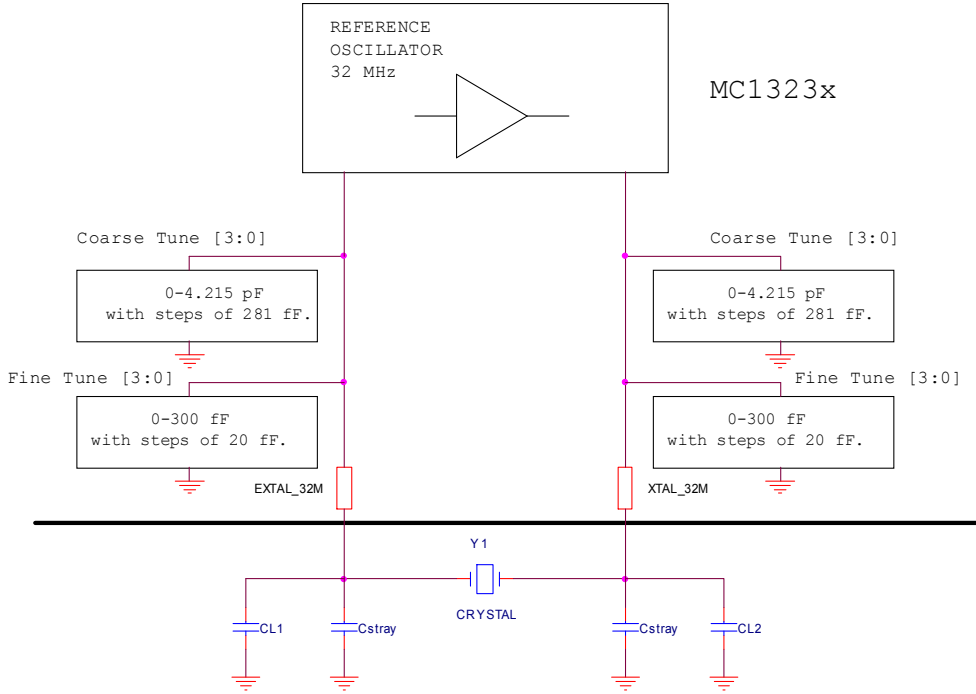 REFERENCE
OSCILLATOR
32 MHz
MC1323x
Coarse Tune [3:0]
Coarse Tune [3:0]
0-4.215 pF
with steps of 281 fF.
0-4.215 pF
with steps of 281 fF.
Fine Tune [3:0]
Fine Tune [3:0]
0-300 fF
with steps of 20 fF.
0-300 fF
with steps of 20 fF.
EXTAL_32M
XTAL_32M
Y1
CRYSTAL
CL1
Cstray
Cstray
CL2